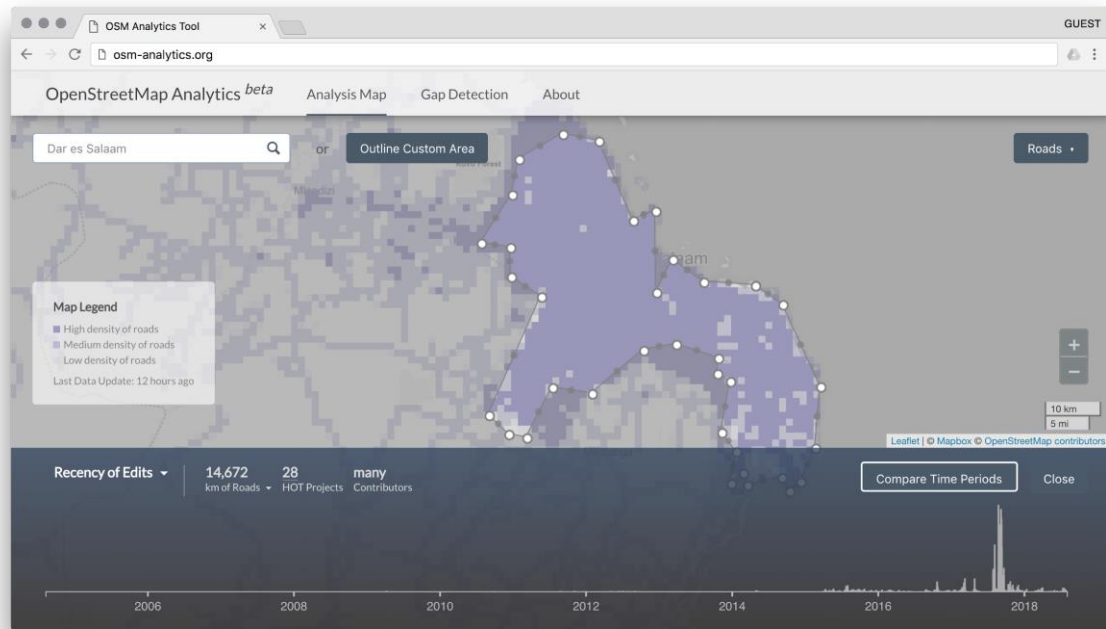 OSM Analytics Tool
GUEST
osm-analytics.org
OpenStreetMap Analytics beta
Analysis Map
Gap Detection
About
Dar es Salaam
or
Outline Custom Area
Roads
Map Legend
High density of roads
Medium density of roads
Low density of roads
Last Data Update: 12 hours ago
+
−
10 km
5 mi
Leaflet | © Mapbox © OpenStreetMap contributors
Recency of Edits
14,672
km of Roads
28
HOT Projects
many
Contributors
Compare Time Periods
Close
2006
2008
2010
2012
2014
2016
2018